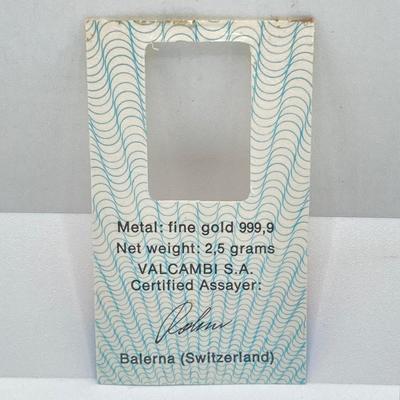 Metal: fine gold 999,9
Net weight: 2,5 grams
VALCAMBI S.A.
Certified Assayer:
Balerna (Switzerland)